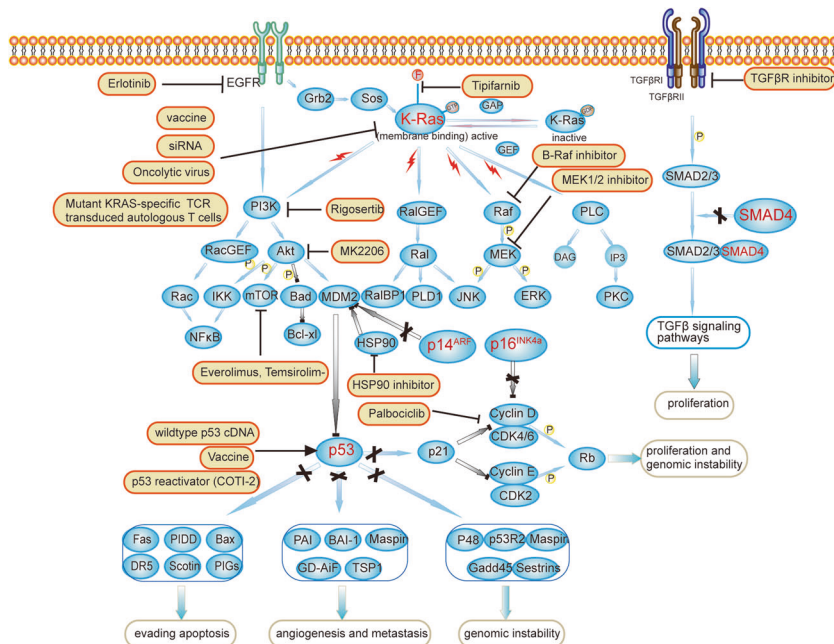 Erlotinib
EGFR
Grb2
Sos
P
Tipifarnib
K-Ras
GTP
(membrane binding) active
GAP
GEF
K-Ras
GDP
inactive
TGFβRI
TGFβRII
TGFβR inhibitor
vaccine
siRNA
Oncolytic virus
Mutant KRAS-specific TCR
transduced autologous T cells
B-Raf inhibitor
MEK1/2 inhibitor
P
SMAD2/3
SMAD4
SMAD2/3
SMAD4
PI3K
Rigosertib
RalGEF
Raf
PLC
P
RacGEF
Akt
MK2206
Ral
MEK
DAG
IP3
P
P
P
P
P
Rac
IKK
mTOR
Bad
MDM2
RalBP1
PLD1
JNK
ERK
PKC
NFκB
Bcl-xl
HSP90
p14ARF
p16INK4a
TGFβ signaling
pathways
Everolimus, Temsirolim-
HSP90 inhibitor
proliferation
Palbociclib
Cyclin D
CDK4/6
P
wildtype p53 cDNA
Vaccine
p53 reactivator (COTI-2)
p53
p21
Cyclin E
CDK2
P
Rb
proliferation and
genomic instability
Fas
PIDD
Bax
DR5
Scotin
PIGs
PAI
BAI-1
Maspin
GD-AiF
TSP1
P48
p53R2
Maspin
Gadd45
Sestrins
evading apoptosis
angiogenesis and metastasis
genomic instability